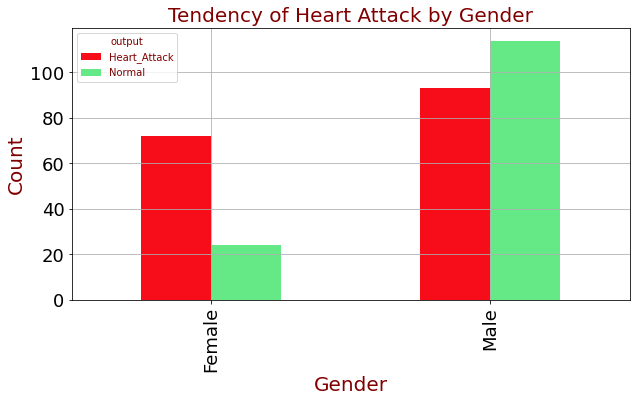 Tendency of Heart Attack by Gender
output
Heart_Attack
Normal
100
80
60
40
20
0
Count
Female
Male
Gender